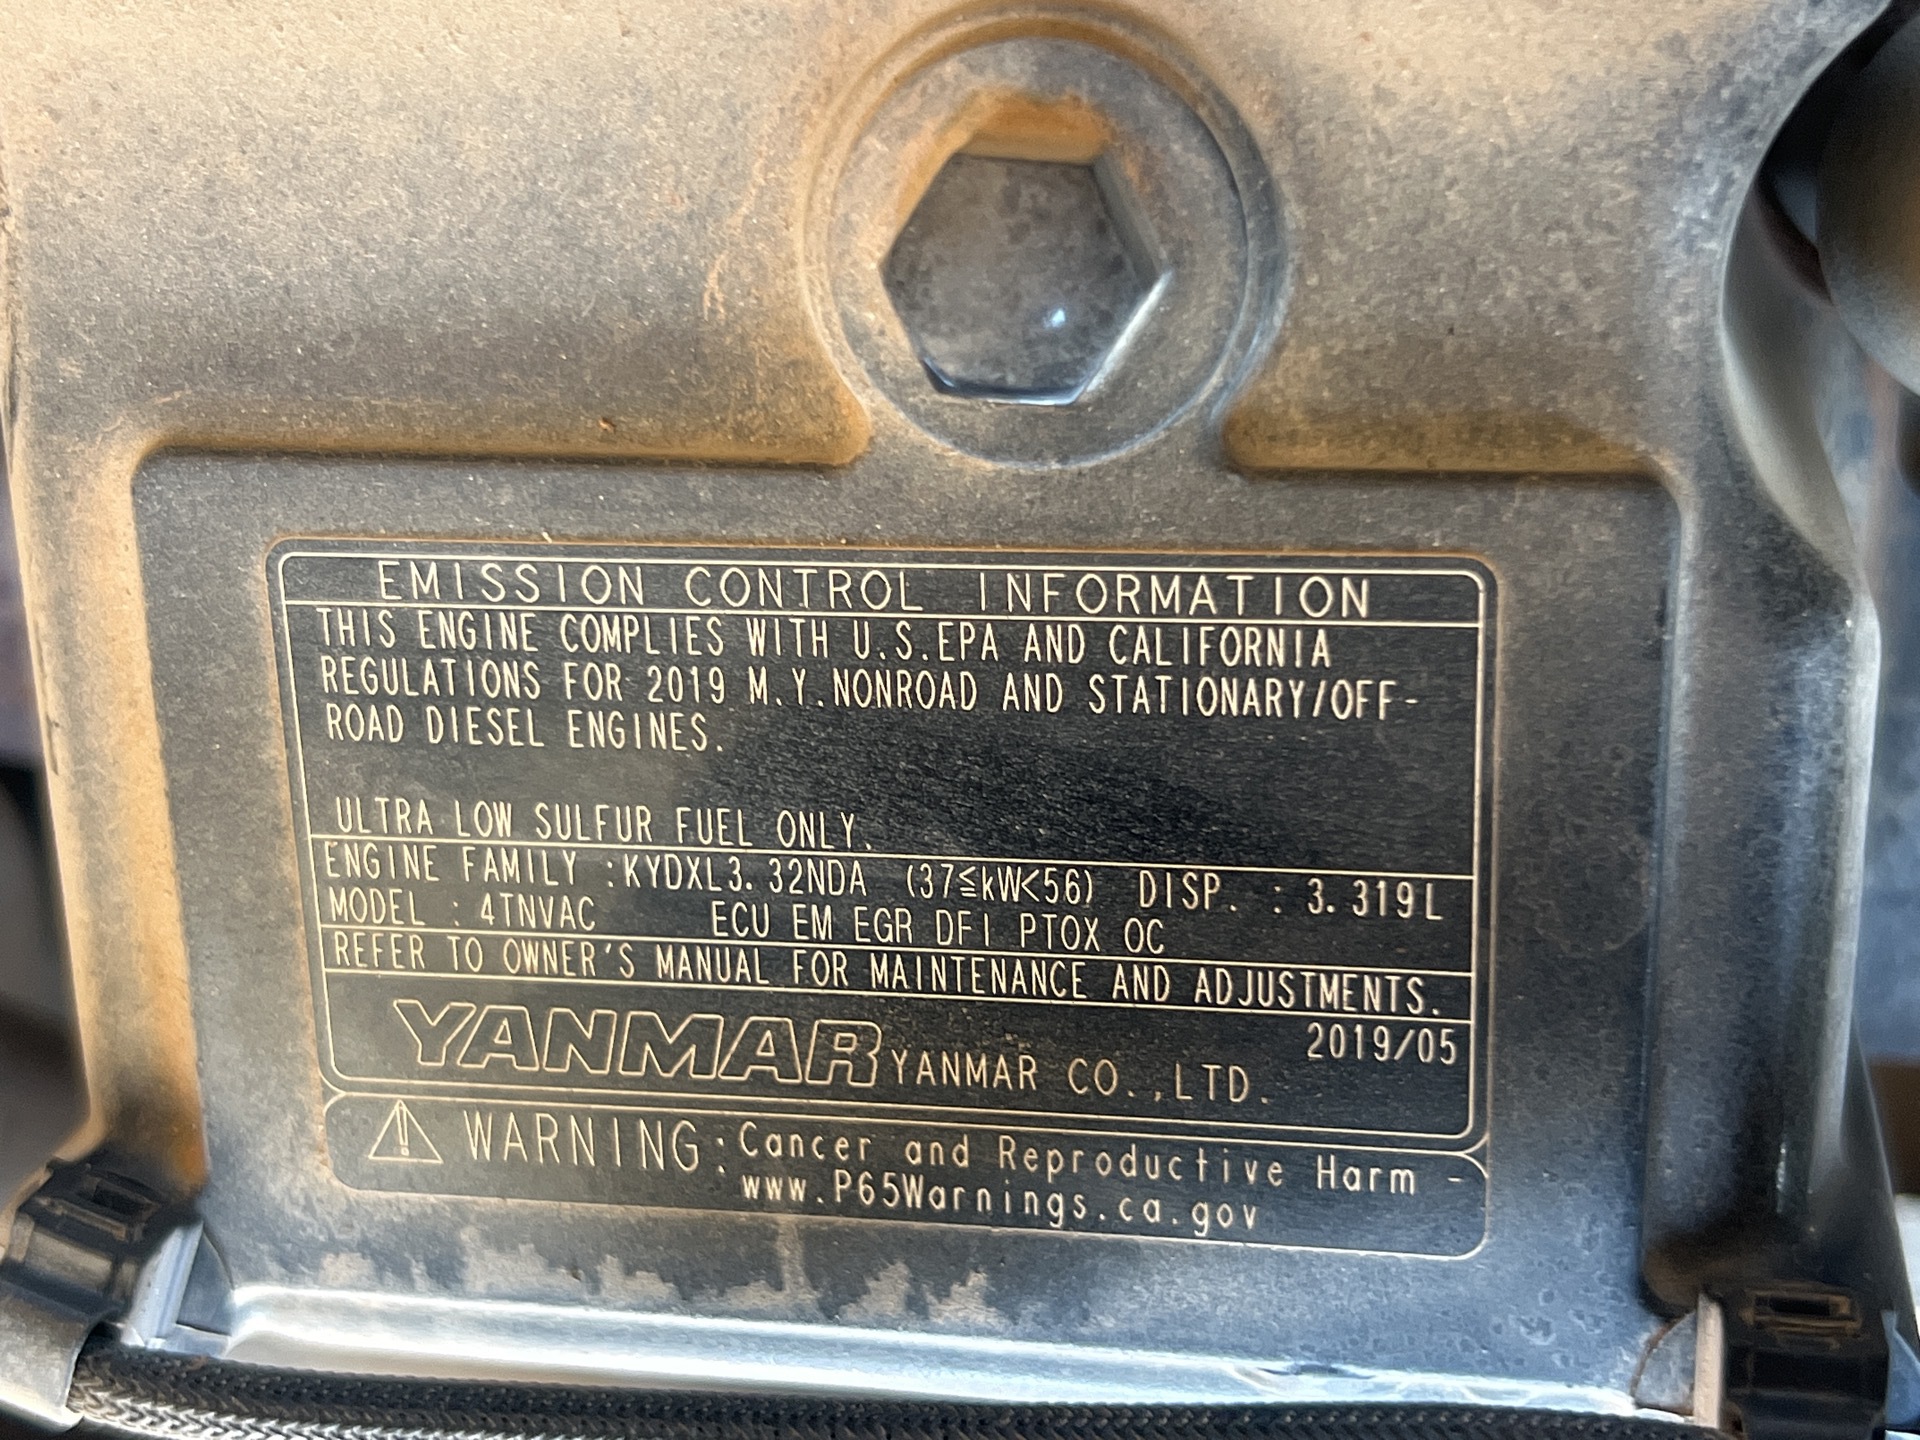 EMISSION CONTROL INFORMATION
THIS ENGINE COMPLIES WITH U.S.EPA AND CALIFORNIA
REGULATIONS FOR 2019 M.Y.NONROAD AND STATIONARY/OFF-
ROAD DIESEL ENGINES.
ULTRA LOW SULFUR FUEL ONLY.
ENGINE FAMILY :KYDXL3.32NDA (37≦kW<56) DISP. : 3.319L
MODEL : 4TNVAC ECU EM EGR DFI PTOX OC
REFER TO OWNER'S MANUAL FOR MAINTENANCE AND ADJUSTMENTS.
2019/05
YANMAR YANMAR CO.,LTD.
WARNING:Cancer and Reproductive Harm -
www.P65Warnings.ca.gov